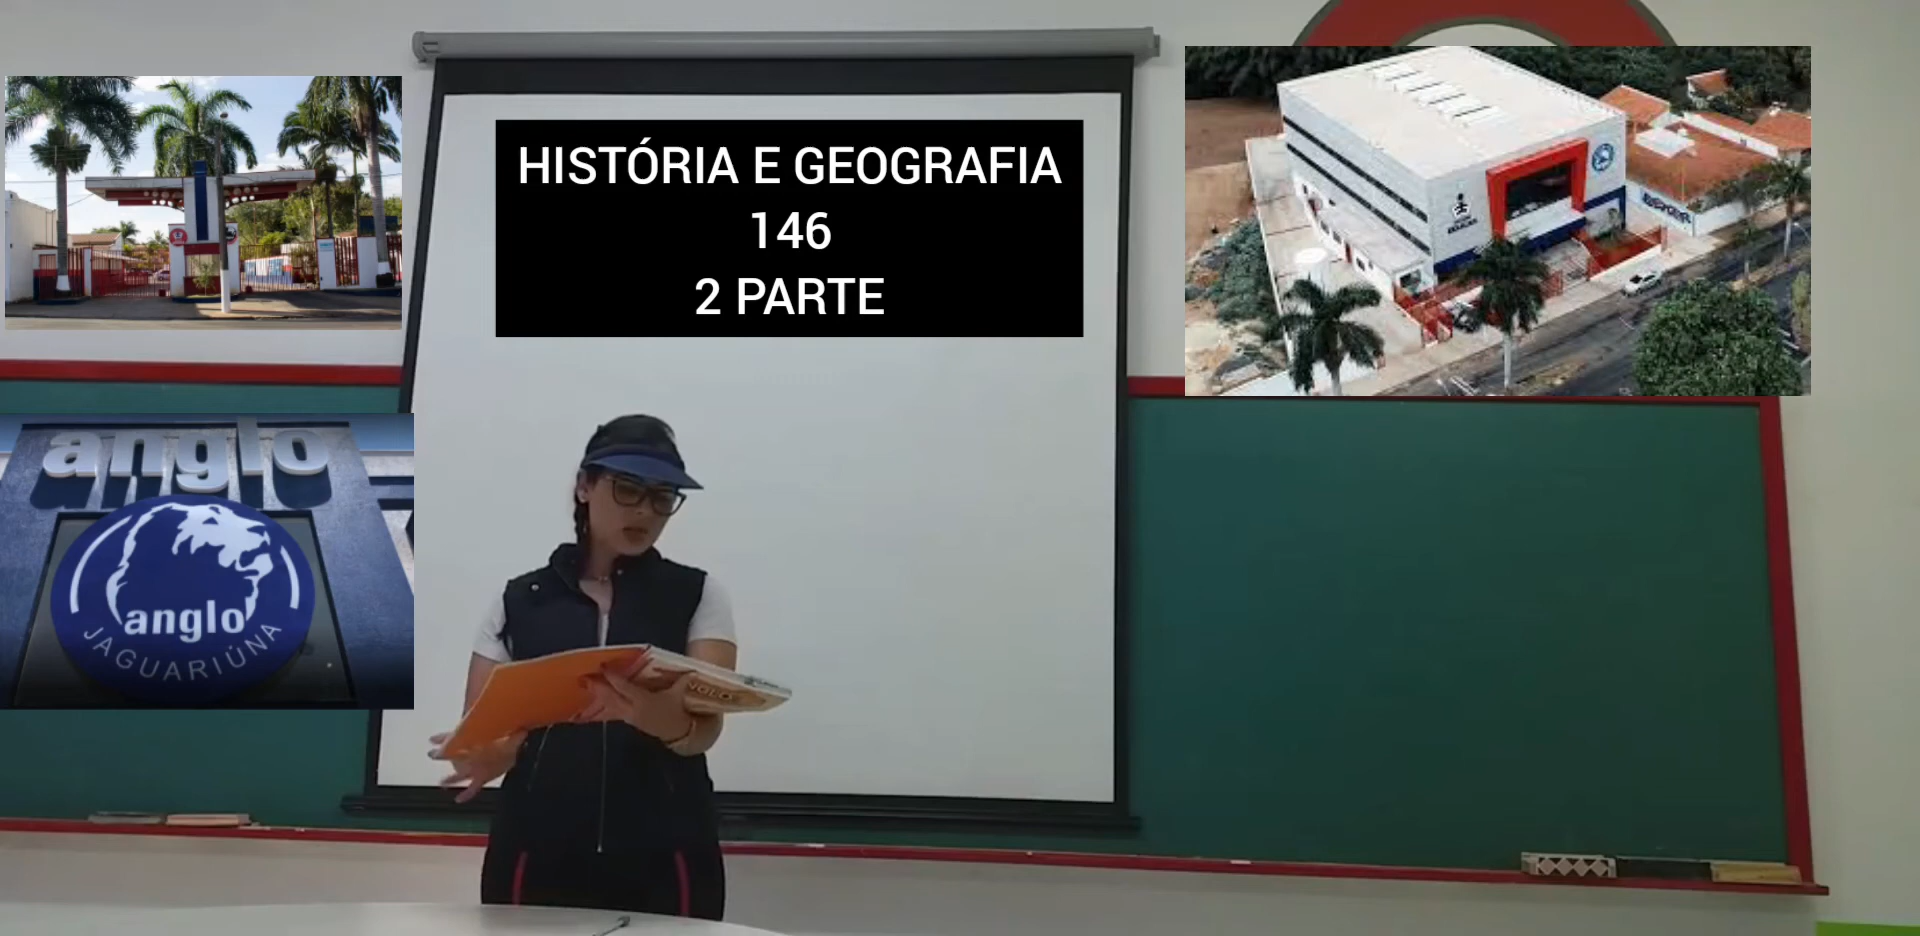 HISTÓRIA E GEOGRAFIA
146
2 PARTE
anglo
anglo
JAGUARIÚNA